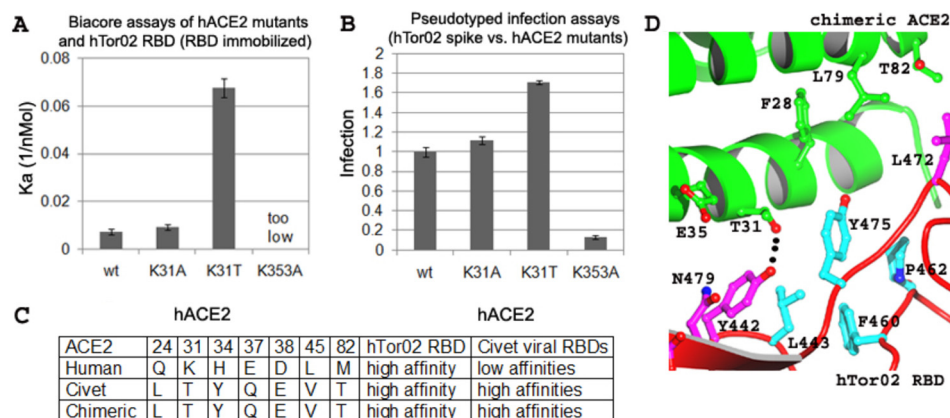 A
Biacore assays of hACE2 mutants
and hTor02 RBD (RBD immobilized)
0.08
0.06
0.04
0.02
0
Ka (1/nMol)
too
low
wt K31A K31T K353A
hACE2
B
Pseudotyped infection assays
(hTor02 spike vs. hACE2 mutants)
2
1.8
1.6
1.4
1.2
1
0.8
0.6
0.4
0.2
0
Infection
wt K31A K31T K353A
hACE2
C
ACE2 24 31 34 37 38 45 82 hTor02 RBD Civet viral RBDs
Human Q K H E D L M high affinity low affinities
Civet L T Y Q E V T high affinity high affinities
Chimeric L T Y Q E V T high affinity high affinities
D
chimeric ACE2
L79
T82
F28
L472
E35
T31
Y475
N479
P462
Y442
F460
L443
hTor02 RBD